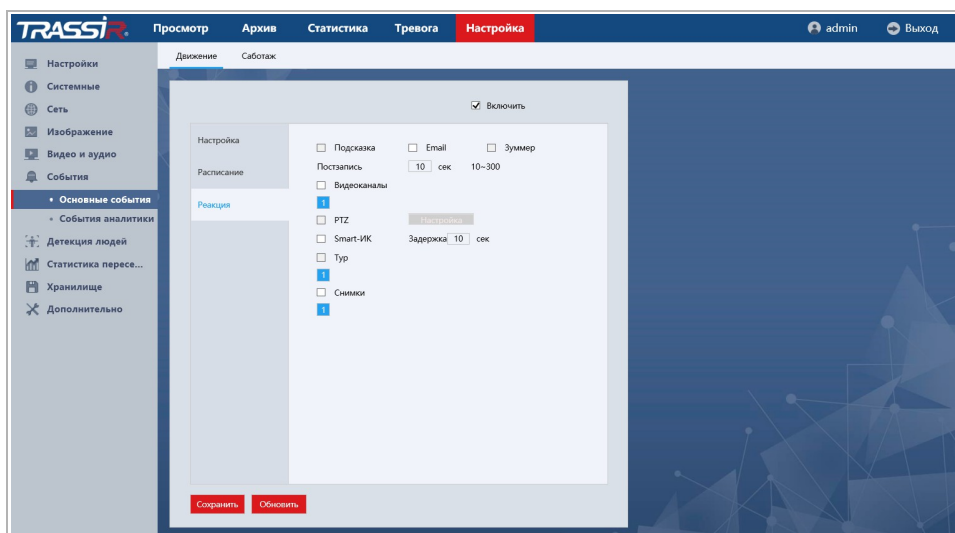 TRASSIR
Просмотр Архив Статистика Тревога Настройка admin Выход
Движение Саботаж
Настройки
Системные
Сеть
Изображение
Видео и аудио
События
Основные события
События аналитики
Детекция людей
Статистика пересе...
Хранилище
Дополнительно
Включить
Настройка
Расписание
Реакция
Подсказка Email Зуммер
Постзапись 10 сек 10~300
Видеоканалы
1
PTZ Настройка
Smart-ИК Задержка 10 сек
Тур
1
Снимки
1
Сохранить Обновить